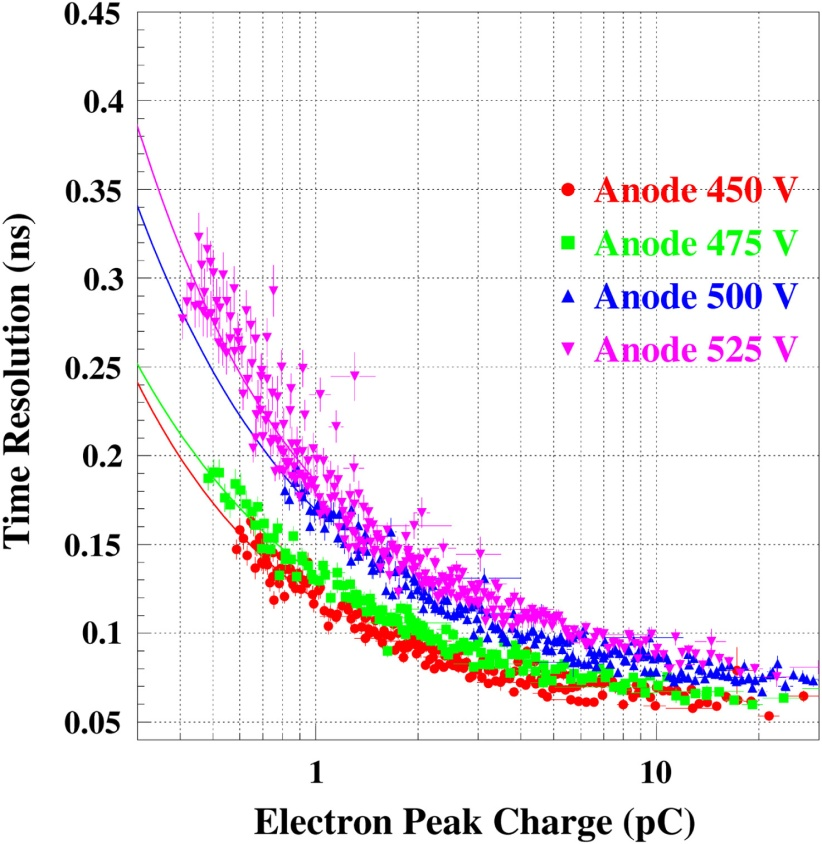 0.45
0.4
0.35
0.3
0.25
0.2
0.15
0.1
0.05
Time Resolution (ns)
Anode 450 V
Anode 475 V
Anode 500 V
Anode 525 V
1
10
Electron Peak Charge (pC)